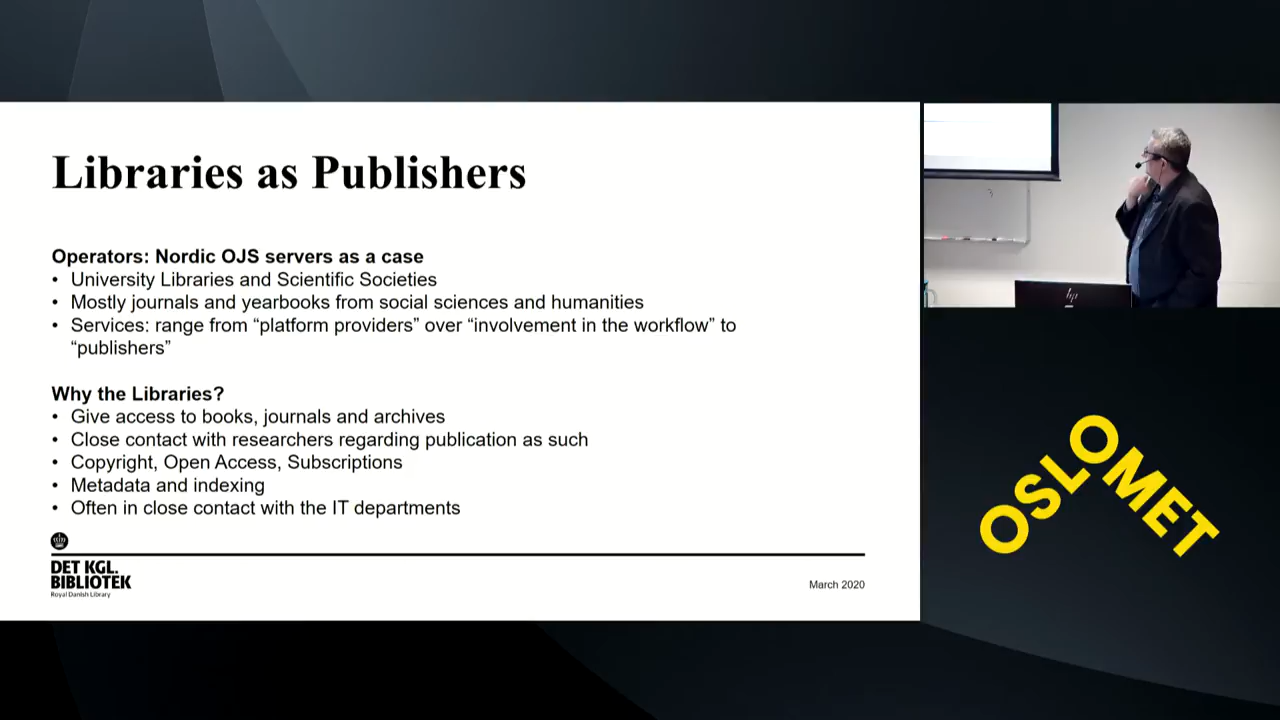 Libraries as Publishers
Operators: Nordic OJS servers as a case
• University Libraries and Scientific Societies
• Mostly journals and yearbooks from social sciences and humanities
• Services: range from “platform providers” over “involvement in the workflow” to
“publishers”
Why the Libraries?
• Give access to books, journals and archives
• Close contact with researchers regarding publication as such
• Copyright, Open Access, Subscriptions
• Metadata and indexing
• Often in close contact with the IT departments
DET KGL.
BIBLIOTEK
Royal Danish Library
March 2020
hp
OSLOMET